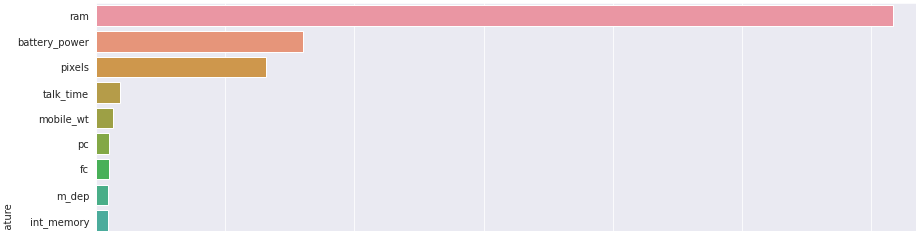 ram
battery_power
pixels
talk_time
mobile_wt
pc
fc
m_dep
int_memory
ature